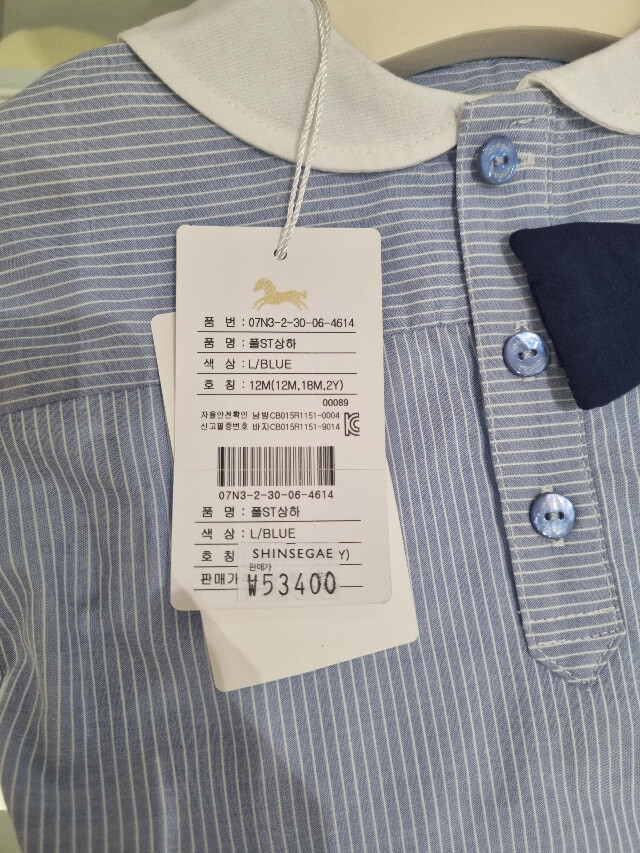 품 번 : 07N3-2-30-06-4614
품 명 : 폴ST상하
색 상 : L/BLUE
호 칭 : 12M(12M,18M,2Y)
00089
자율안전확인 남방CB015R1151-0004
신고필증번호 바지CB015R1151-9014
07N3-2-30-06-4614
품 명 : 폴ST상하
색 상 : L/BLUE
호 칭 SHINSEGAE Y)
판매가
판매가 ₩53400